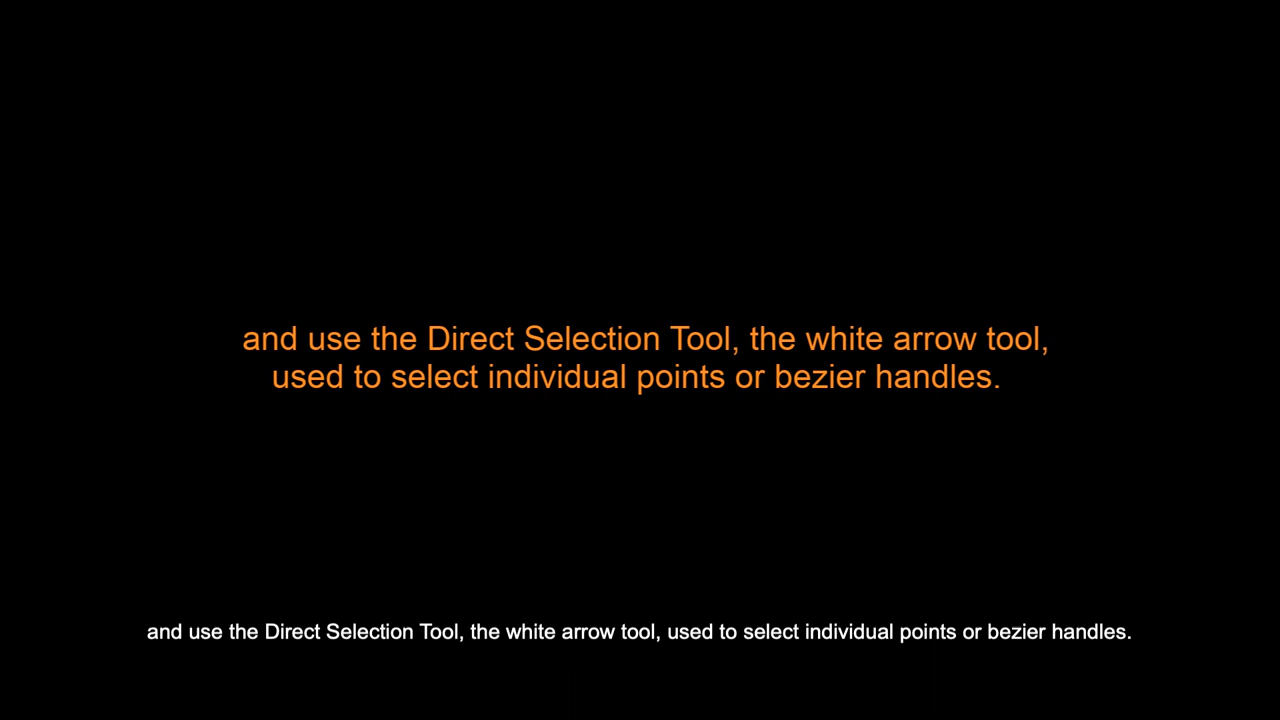 and use the Direct Selection Tool, the white arrow tool,
used to select individual points or bezier handles.
and use the Direct Selection Tool, the white arrow tool, used to select individual points or bezier handles.